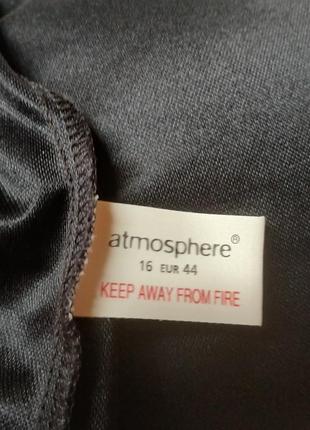 atmosphere®
16 EUR 44
KEEP AWAY FROM FIRE